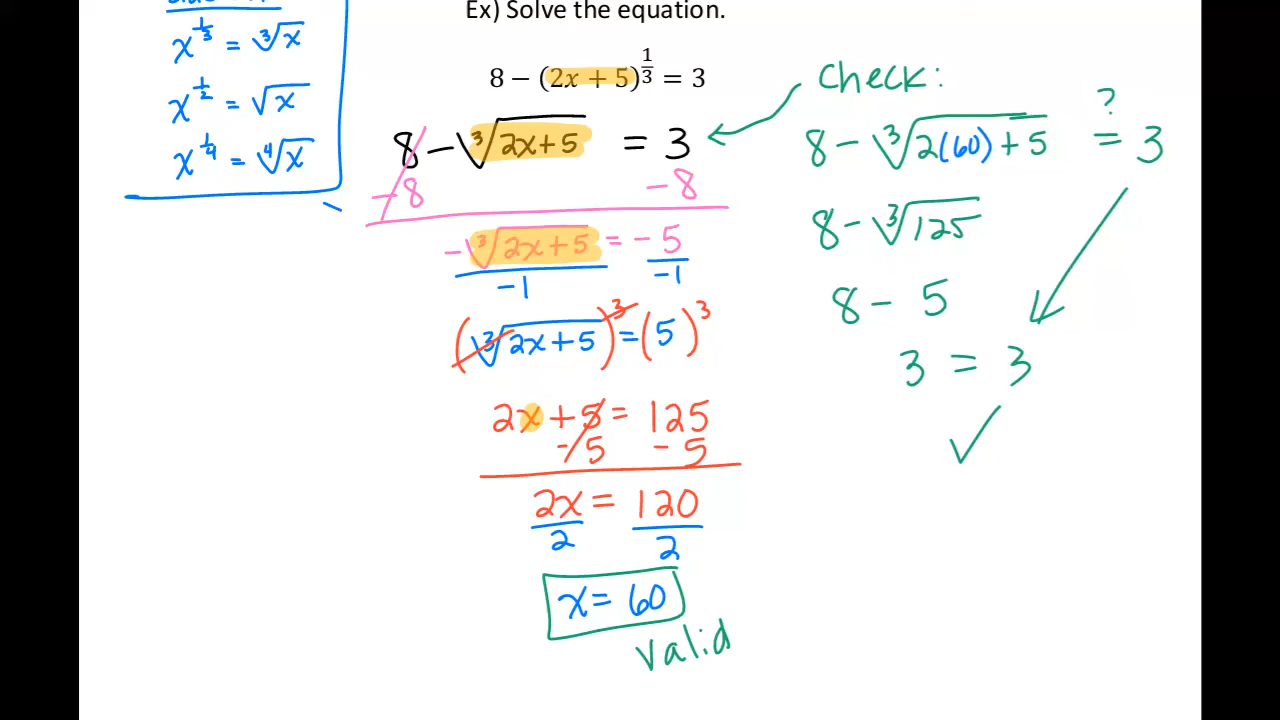 x^(1/3) = ∛x
x^(1/2) = √x
x^(1/4) = ∜x
Ex) Solve the equation.
8 − (2x + 5)^(1/3) = 3
8 − ∛(2x+5) = 3
−8 −8
−∛(2x+5) = −5
−1 −1
(∛(2x+5))^3 = (5)^3
2x + 5 = 125
−5 −5
2x = 120
2 2
x = 60
valid
Check:
8 − ∛(2(60) + 5) ?= 3
8 − ∛125
8 − 5
3 = 3
✓